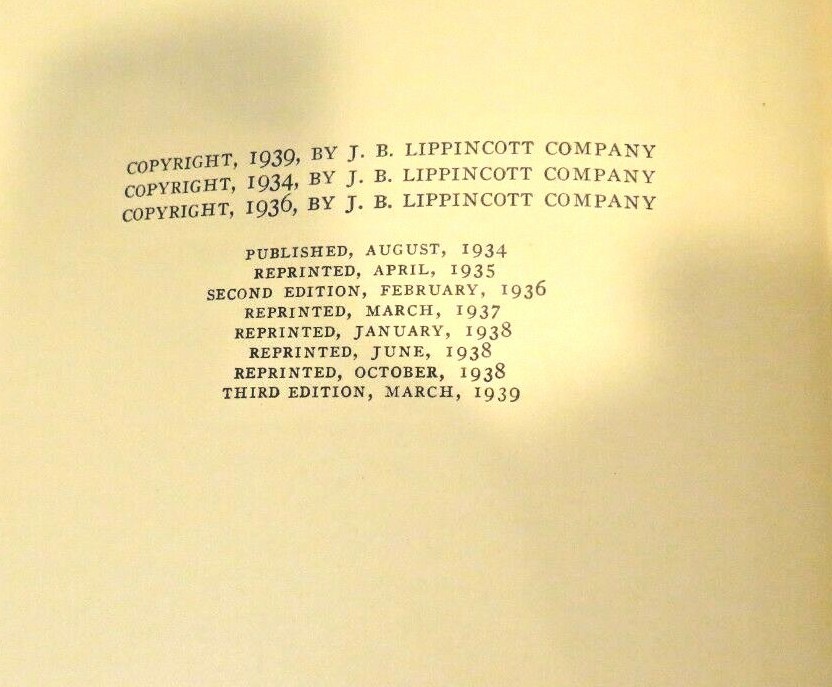 COPYRIGHT, 1939, BY J. B. LIPPINCOTT COMPANY
COPYRIGHT, 1934, BY J. B. LIPPINCOTT COMPANY
COPYRIGHT, 1936, BY J. B. LIPPINCOTT COMPANY
PUBLISHED, AUGUST, 1934
REPRINTED, APRIL, 1935
SECOND EDITION, FEBRUARY, 1936
REPRINTED, MARCH, 1937
REPRINTED, JANUARY, 1938
REPRINTED, JUNE, 1938
REPRINTED, OCTOBER, 1938
THIRD EDITION, MARCH, 1939